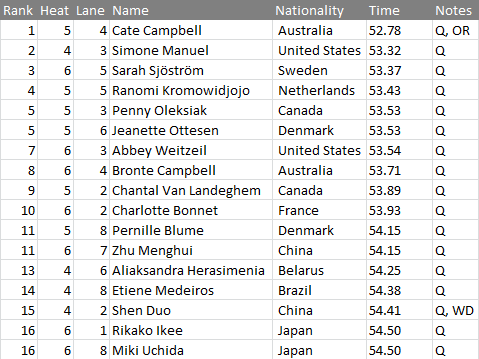 Rank Heat Lane Name Nationality Time Notes
1 5 4 Cate Campbell Australia 52.78 Q, OR
2 4 3 Simone Manuel United States 53.32 Q
3 6 5 Sarah Sjöström Sweden 53.37 Q
4 5 5 Ranomi Kromowidjojo Netherlands 53.43 Q
5 5 3 Penny Oleksiak Canada 53.53 Q
5 5 6 Jeanette Ottesen Denmark 53.53 Q
7 6 3 Abbey Weitzeil United States 53.54 Q
8 6 4 Bronte Campbell Australia 53.71 Q
9 5 2 Chantal Van Landeghem Canada 53.89 Q
10 6 2 Charlotte Bonnet France 53.93 Q
11 5 8 Pernille Blume Denmark 54.15 Q
11 6 7 Zhu Menghui China 54.15 Q
13 4 6 Aliaksandra Herasimenia Belarus 54.25 Q
14 4 8 Etiene Medeiros Brazil 54.38 Q
15 4 2 Shen Duo China 54.41 Q, WD
16 6 1 Rikako Ikee Japan 54.50 Q
16 6 8 Miki Uchida Japan 54.50 Q